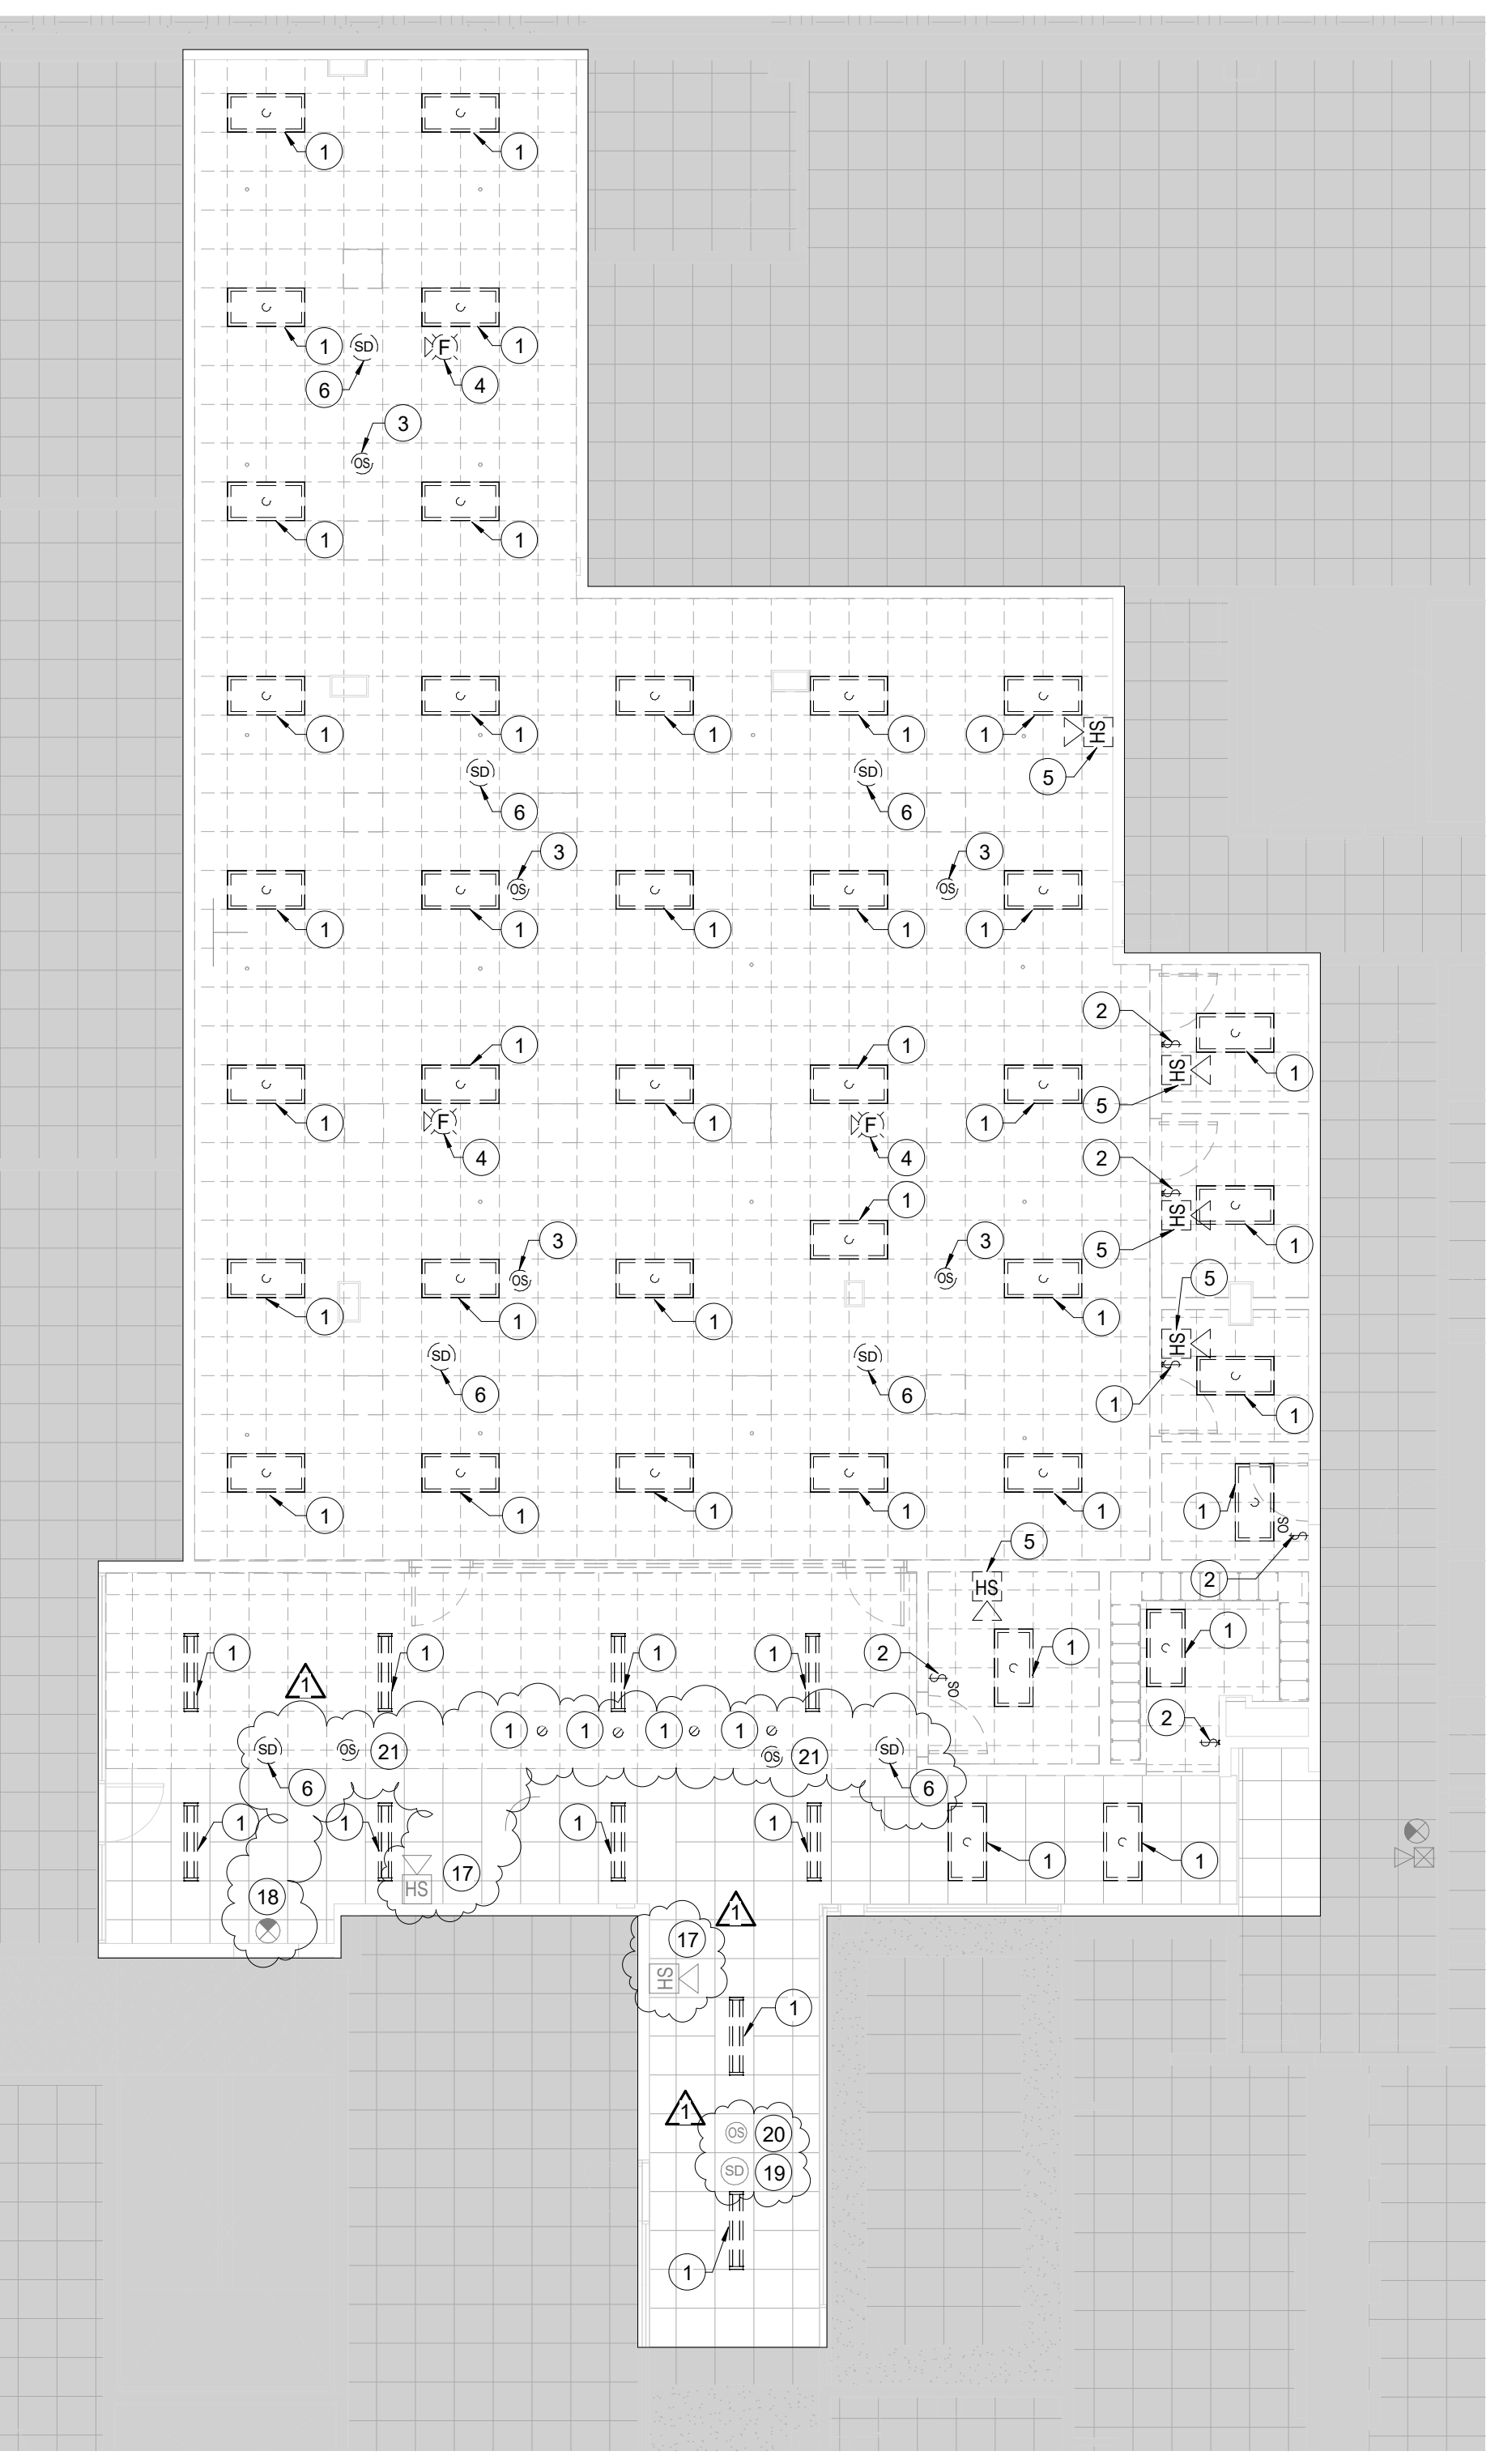 1 1
1 SD F 1
6 4
3
OS
1 1
1 1 1 1 1 HS
5
SD SD
6 6
3 3
OS OS
1 1 1 1 1
2
$
1 1 HS 1
5
1 F 1 F 1
4 4 2
$
1 HS
3 3 5 1
OS OS 5
1 1 1 1 HS
SD SD $
6 6 1 1
1 1 1 1 1 1
OS $
5
HS 2
1 1 1 1 2 1 1
1 $ OS
1 1 1 1 2
SD OS 21 OS 21 SD $
6 6
1 1 1 1 1 1
HS 17
18
1
17
HS
1
1
OS 20
SD 19
1